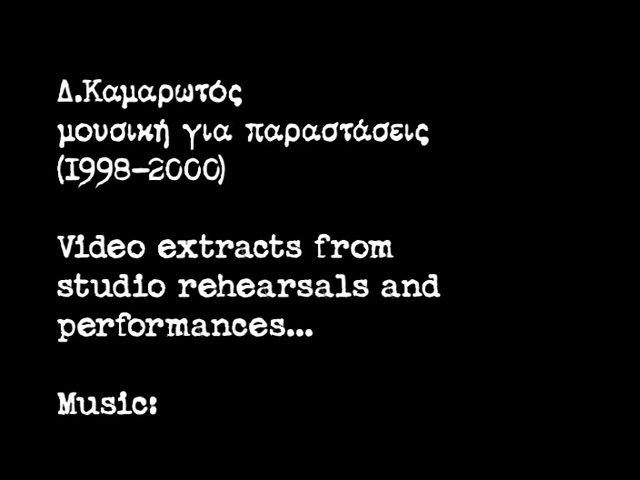 Δ.Καμαρωτός
μουσική για παραστάσεις
(1998-2000)
Video extracts from
studio rehearsals and
performances...
Music: